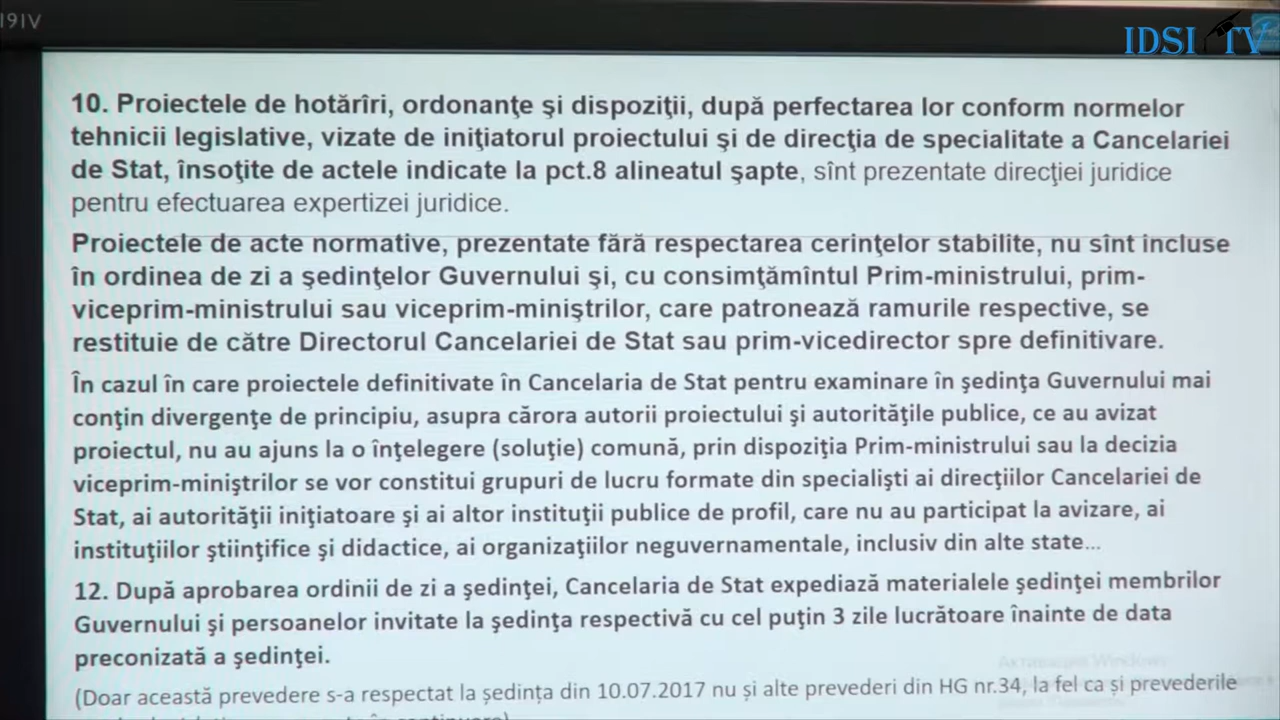 I9IV
IDSI TV
10. Proiectele de hotărîri, ordonanţe şi dispoziţii, după perfectarea lor conform normelor
tehnicii legislative, vizate de iniţiatorul proiectului şi de direcţia de specialitate a Cancelariei
de Stat, însoţite de actele indicate la pct.8 alineatul şapte, sînt prezentate direcţiei juridice
pentru efectuarea expertizei juridice.
Proiectele de acte normative, prezentate fără respectarea cerinţelor stabilite, nu sînt incluse
în ordinea de zi a şedinţelor Guvernului şi, cu consimţămîntul Prim-ministrului, prim-
viceprim-ministrului sau viceprim-miniştrilor, care patronează ramurile respective, se
restituie de către Directorul Cancelariei de Stat sau prim-vicedirector spre definitivare.
În cazul în care proiectele definitivate în Cancelaria de Stat pentru examinare în şedinţa Guvernului mai
conţin divergenţe de principiu, asupra cărora autorii proiectului şi autorităţile publice, ce au avizat
proiectul, nu au ajuns la o înţelegere (soluţie) comună, prin dispoziţia Prim-ministrului sau la decizia
viceprim-miniştrilor se vor constitui grupuri de lucru formate din specialişti ai direcţiilor Cancelariei de
Stat, ai autorităţii iniţiatoare şi ai altor instituţii publice de profil, care nu au participat la avizare, ai
instituţiilor ştiinţifice şi didactice, ai organizaţiilor neguvernamentale, inclusiv din alte state...
12. După aprobarea ordinii de zi a şedinţei, Cancelaria de Stat expediază materialele şedinţei membrilor
Guvernului şi persoanelor invitate la şedinţa respectivă cu cel puţin 3 zile lucrătoare înainte de data
preconizată a şedinţei.
Активация Windows
(Doar această prevedere s-a respectat la ședința din 10.07.2017 nu și alte prevederi din HG nr.34, la fel ca și prevederile